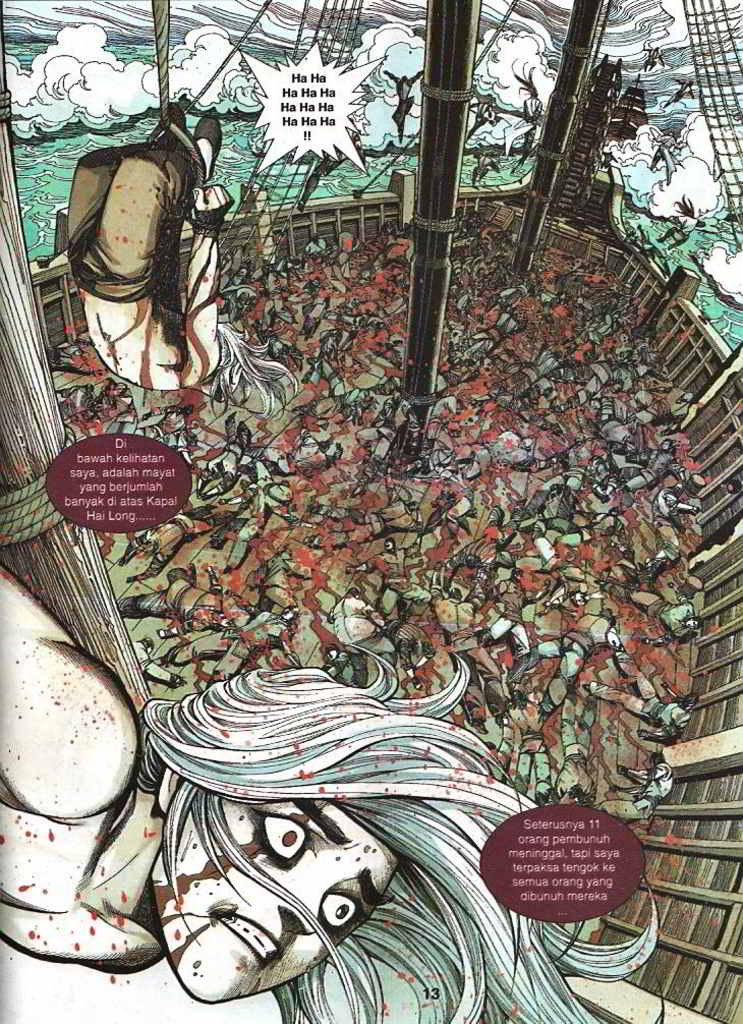 Ha Ha
Ha Ha Ha
Ha Ha Ha
Ha Ha Ha
!!
Di
bawah kelihatan
saya, adalah mayat
yang berjumlah
banyak di atas Kapal
Hai Long......
Seterusnya 11
orang pembunuh
meninggal, tapi saya
terpaksa tengok ke
semua orang yang
dibunuh mereka
...
13